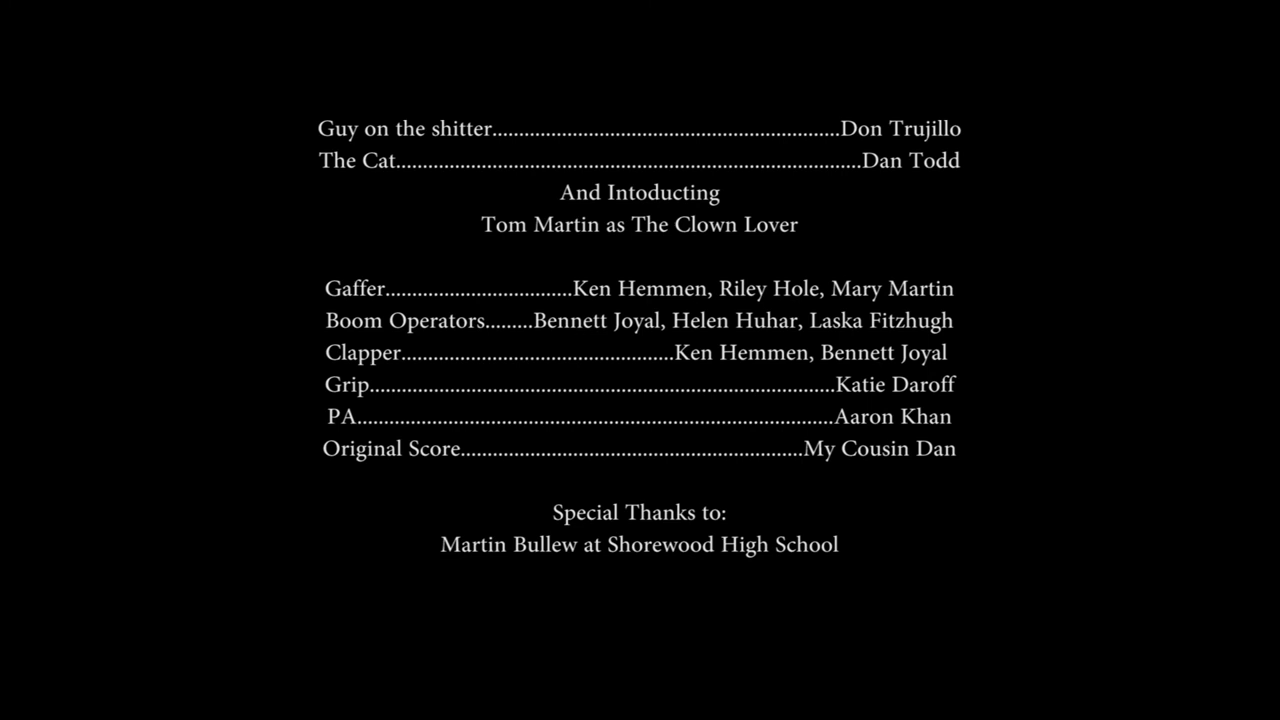 Guy on the shitter.....................................................Don Trujillo
The Cat.......................................................................Dan Todd
And Intoducting
Tom Martin as The Clown Lover
Gaffer...................................Ken Hemmen, Riley Hole, Mary Martin
Boom Operators.........Bennett Joyal, Helen Huhar, Laska Fitzhugh
Clapper.........................................Ken Hemmen, Bennett Joyal
Grip......................................................................Katie Daroff
PA........................................................................Aaron Khan
Original Score....................................................My Cousin Dan
Special Thanks to:
Martin Bullew at Shorewood High School